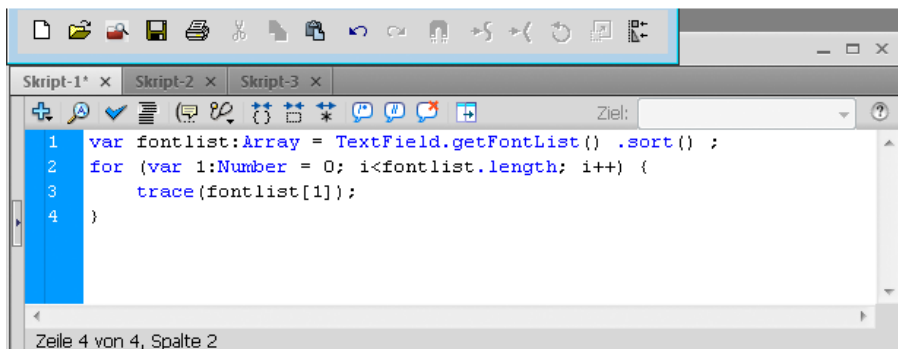 Skript-1* × Skript-2 × Skript-3 ×
Ziel:
1 var fontlist:Array = TextField.getFontList() .sort() ;
2 for (var 1:Number = 0; i<fontlist.length; i++) {
3 trace(fontlist[1]);
4 }
Zeile 4 von 4, Spalte 2